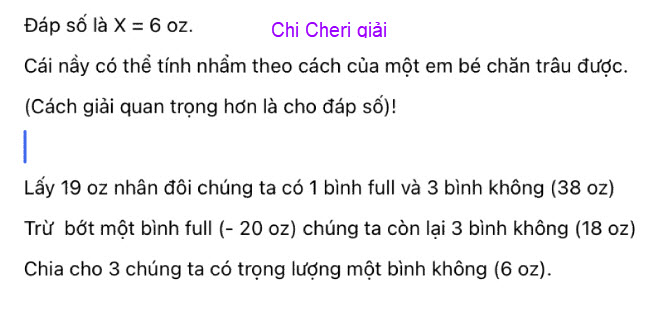 Đáp số là X = 6 oz.
Chi Cheri giải
Cái nầy có thể tính nhẩm theo cách của một em bé chăn trâu được.
(Cách giải quan trọng hơn là cho đáp số)!
Lấy 19 oz nhân đôi chúng ta có 1 bình full và 3 bình không (38 oz)
Trừ bớt một bình full (- 20 oz) chúng ta còn lại 3 bình không (18 oz)
Chia cho 3 chúng ta có trọng lượng một bình không (6 oz).